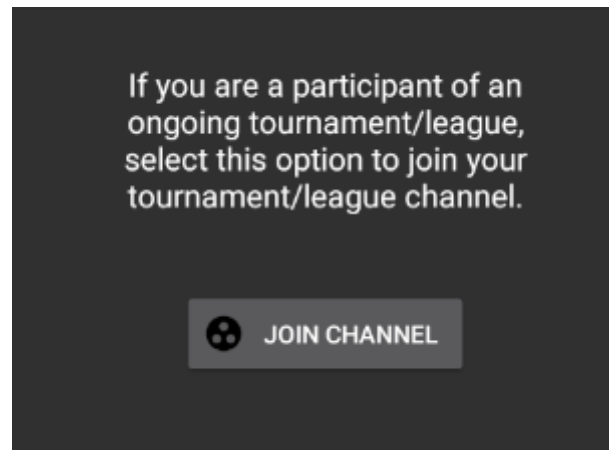 If you are a participant of an
ongoing tournament/league,
select this option to join your
tournament/league channel.
JOIN CHANNEL